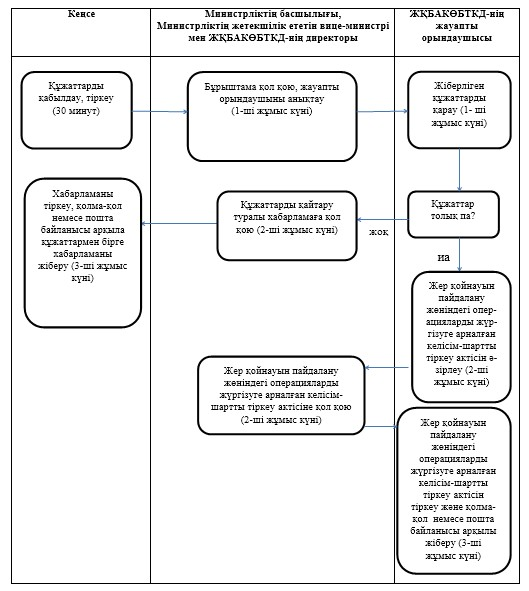 Кеңсе
Министрліктің басшылығы,
Министрліктің жетекшілік ететін вице-министрі
мен ЖҚБАКӨБТКД-нің директоры
ЖҚБАКӨБТКД-нің
жауапты
орындаушысы
Құжаттарды
қабылдау, тіркеу
(30 минут)
Бұрыштама қол қою, жауапты
орындаушыны анықтау
(1-ші жұмыс күні)
Жіберліген
құжаттарды
қарау (1- ші
жұмыс күні)
Хабарламаны
тіркеу, қолма-қол
немесе пошта
байланысы арқыла
құжаттармен бірге
хабарламаны
жіберу (3-ші жұмыс
күні)
Құжаттарды қайтару
туралы хабарламаға қол
қою (2-ші жұмыс күні)
жоқ
Құжаттар
толық па?
иа
Жер қойнауын
пайдалану
жөніндегі опер-
ацияларды жүр-
гізуге арналған
келісім-шартты
тіркеу актісін ә-
зірлеу (2-ші
жұмыс күні)
Жер қойнауын пайдалану
жөніндегі операцияларды
жүргізуге арналған келісім-
шартты тіркеу актісіне қол қою
(2-ші жұмыс күні)
Жер қойнауын
пайдалану
жөніндегі
операцияларды
жүргізуге арналған
келісім-шартты
тіркеу актісін
тіркеу және қолма-
қол немесе пошта
байланысы арқылы
жіберу (3-ші
жұмыс күні)